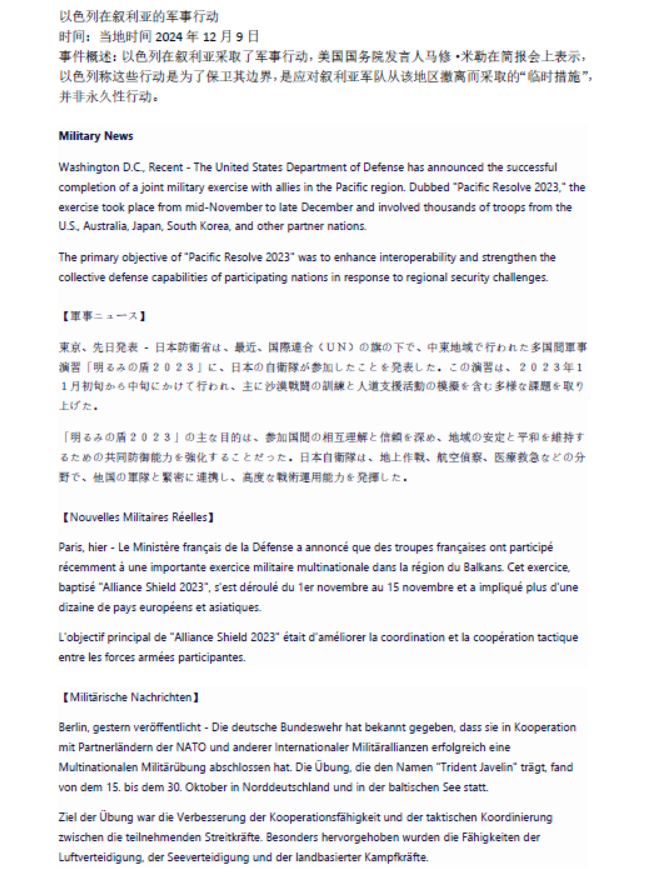 以色列在叙利亚的军事行动
时间：当地时间 2024 年 12 月 9 日
事件概述：以色列在叙利亚采取了军事行动，美国国务院发言人马修·米勒在简报会上表示，
以色列称这些行动是为了保卫其边界，是应对叙利亚军队从该地区撤离而采取的“临时措施”，
并非永久性行动。
Military News
Washington D.C., Recent - The United States Department of Defense has announced the successful
completion of a joint military exercise with allies in the Pacific region. Dubbed "Pacific Resolve 2023," the
exercise took place from mid-November to late December and involved thousands of troops from the
U.S., Australia, Japan, South Korea, and other partner nations.
The primary objective of "Pacific Resolve 2023" was to enhance interoperability and strengthen the
collective defense capabilities of participating nations in response to regional security challenges.
【軍事ニュース】
東京、先日発表 - 日本防衛省は、最近、国際連合（ＵＮ）の旗の下で、中東地域で行われた多国間軍事
演習「明るみの盾２０２３」に、日本の自衛隊が参加したことを発表した。この演習は、２０２３年１
１月初旬から中旬にかけて行われ、主に沙漠戦闘の訓練と人道支援活動の模擬を含む多様な課題を取り
上げた。
「明るみの盾２０２３」の主な目的は、参加国間の相互理解と信頼を深め、地域の安定と平和を維持す
るための共同防御能力を強化することだった。日本自衛隊は、地上作戦、航空偵察、医療救急などの分
野で、他国の軍隊と緊密に連携し、高度な戦術運用能力を発揮した。
【Nouvelles Militaires Réelles】
Paris, hier - Le Ministère français de la Défense a annoncé que des troupes françaises ont participé
récemment à une importante exercice militaire multinationale dans la région du Balkans. Cet exercice,
baptisé "Alliance Shield 2023", s'est déroulé du 1er novembre au 15 novembre et a impliqué plus d'une
dizaine de pays européens et asiatiques.
L'objectif principal de "Alliance Shield 2023" était d'améliorer la coordination et la coopération tactique
entre les forces armées participantes.
【Militärische Nachrichten】
Berlin, gestern veröffentlicht - Die deutsche Bundeswehr hat bekannt gegeben, dass sie in Kooperation
mit Partnerländern der NATO und anderer Internationaler Militärallianzen erfolgreich eine
Multinationalen Militärübung abschlossen hat. Die Übung, die den Namen "Trident Javelin" trägt, fand
von dem 15. bis dem 30. Oktober in Norddeutschland und in der baltischen See statt.
Ziel der Übung war die Verbesserung der Kooperationsfähigkeit und der taktischen Koordinierung
zwischen die teilnehmenden Streitkräfte. Besonders hervorgehoben wurden die Fähigkeiten der
Luftverteidigung, der Seeverteidigung und der landbasierter Kampfkräfte.